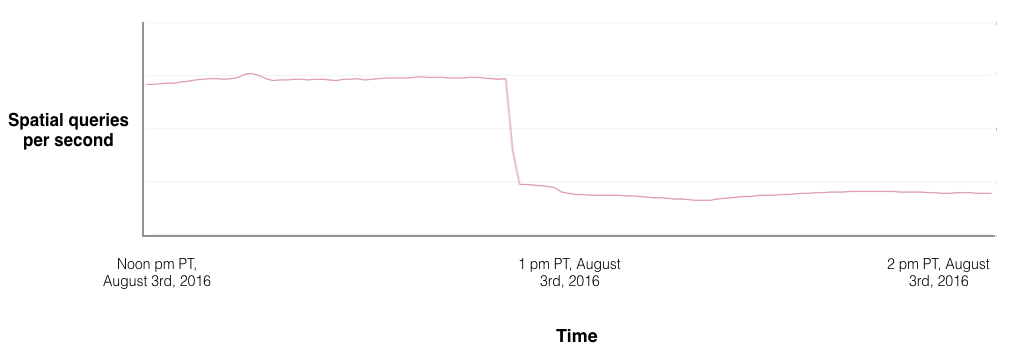 Spatial queries
per second
Noon pm PT,
August 3rd, 2016
1 pm PT, August
3rd, 2016
2 pm PT, August
3rd, 2016
Time